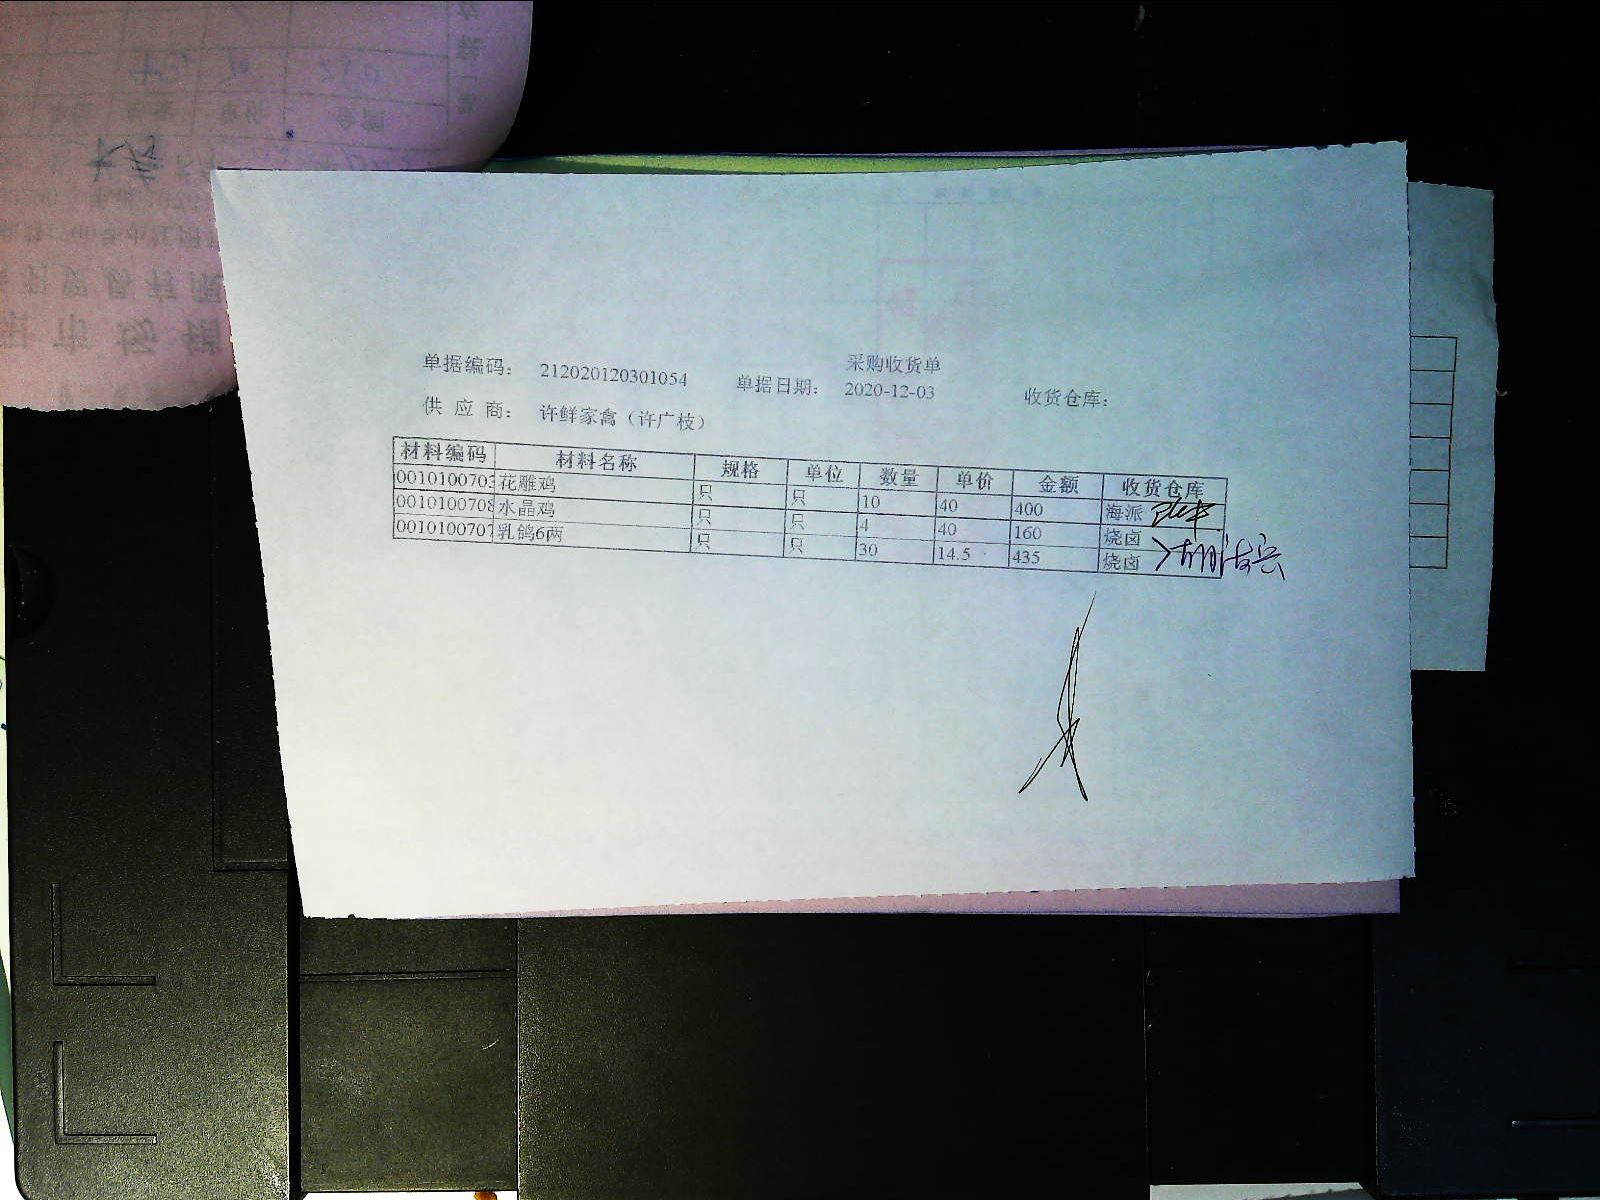 采购收货单
单据编码: 212020120301054 单据日期: 2020-12-03 收货仓库:
供 应 商: 许鲜家禽（许广枝）
材料编码 材料名称 规格 单位 数量 单价 金额 收货仓库
0010100703 花雕鸡 只 只 10 40 400 海派
0010100708 水晶鸡 只 只 4 40 160 烧卤
0010100707 乳鸽6两 只 只 30 14.5 435 烧卤